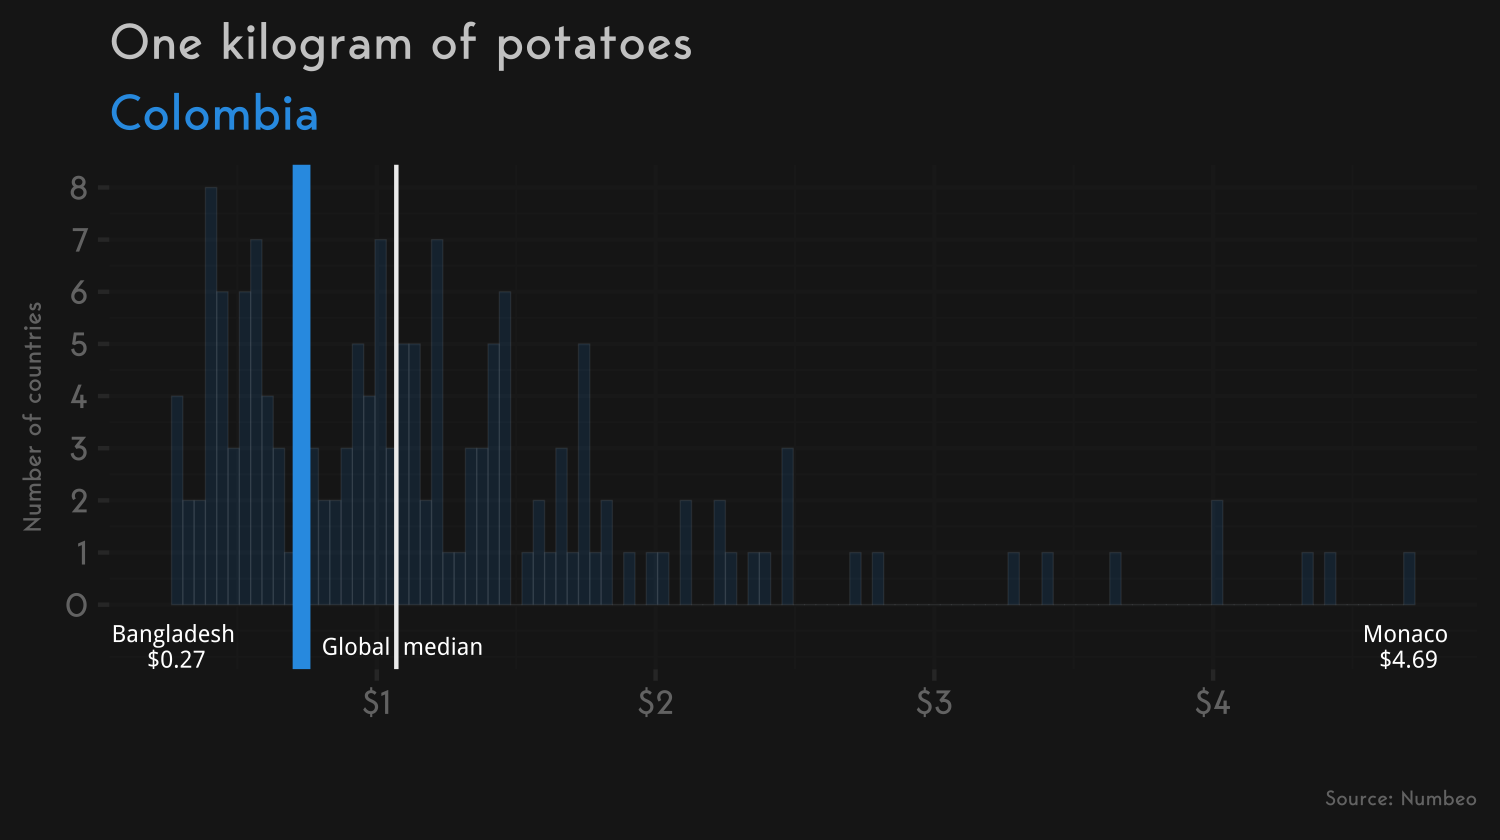 One kilogram of potatoes
Colombia
Number of countries
8
7
6
5
4
3
2
1
0
Bangladesh
$0.27
Global median
Monaco
$4.69
$1
$2
$3
$4
Source: Numbeo